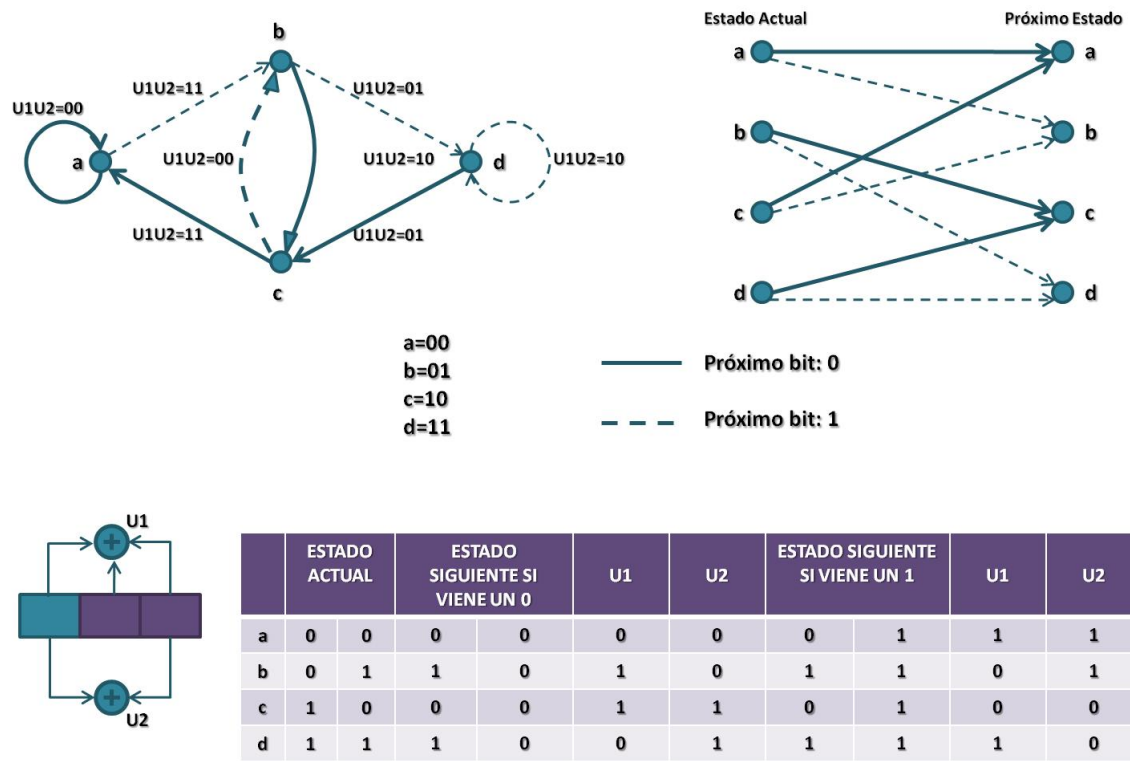 b
U1U2=11
U1U2=01
U1U2=00
a
U1U2=00
U1U2=10
d
U1U2=10
U1U2=11
U1U2=01
c
Estado Actual
Próximo Estado
a
a
b
b
c
c
d
d
a=00
b=01
c=10
d=11
Próximo bit: 0
Próximo bit: 1
U1
+
+
U2
ESTADO ACTUAL ESTADO SIGUIENTE SI VIENE UN 0 U1 U2 ESTADO SIGUIENTE SI VIENE UN 1 U1 U2
a 0 0 0 0 0 0 0 1 1 1
b 0 1 1 0 1 0 1 1 0 1
c 1 0 0 0 1 1 0 1 0 0
d 1 1 1 0 0 1 1 1 1 0